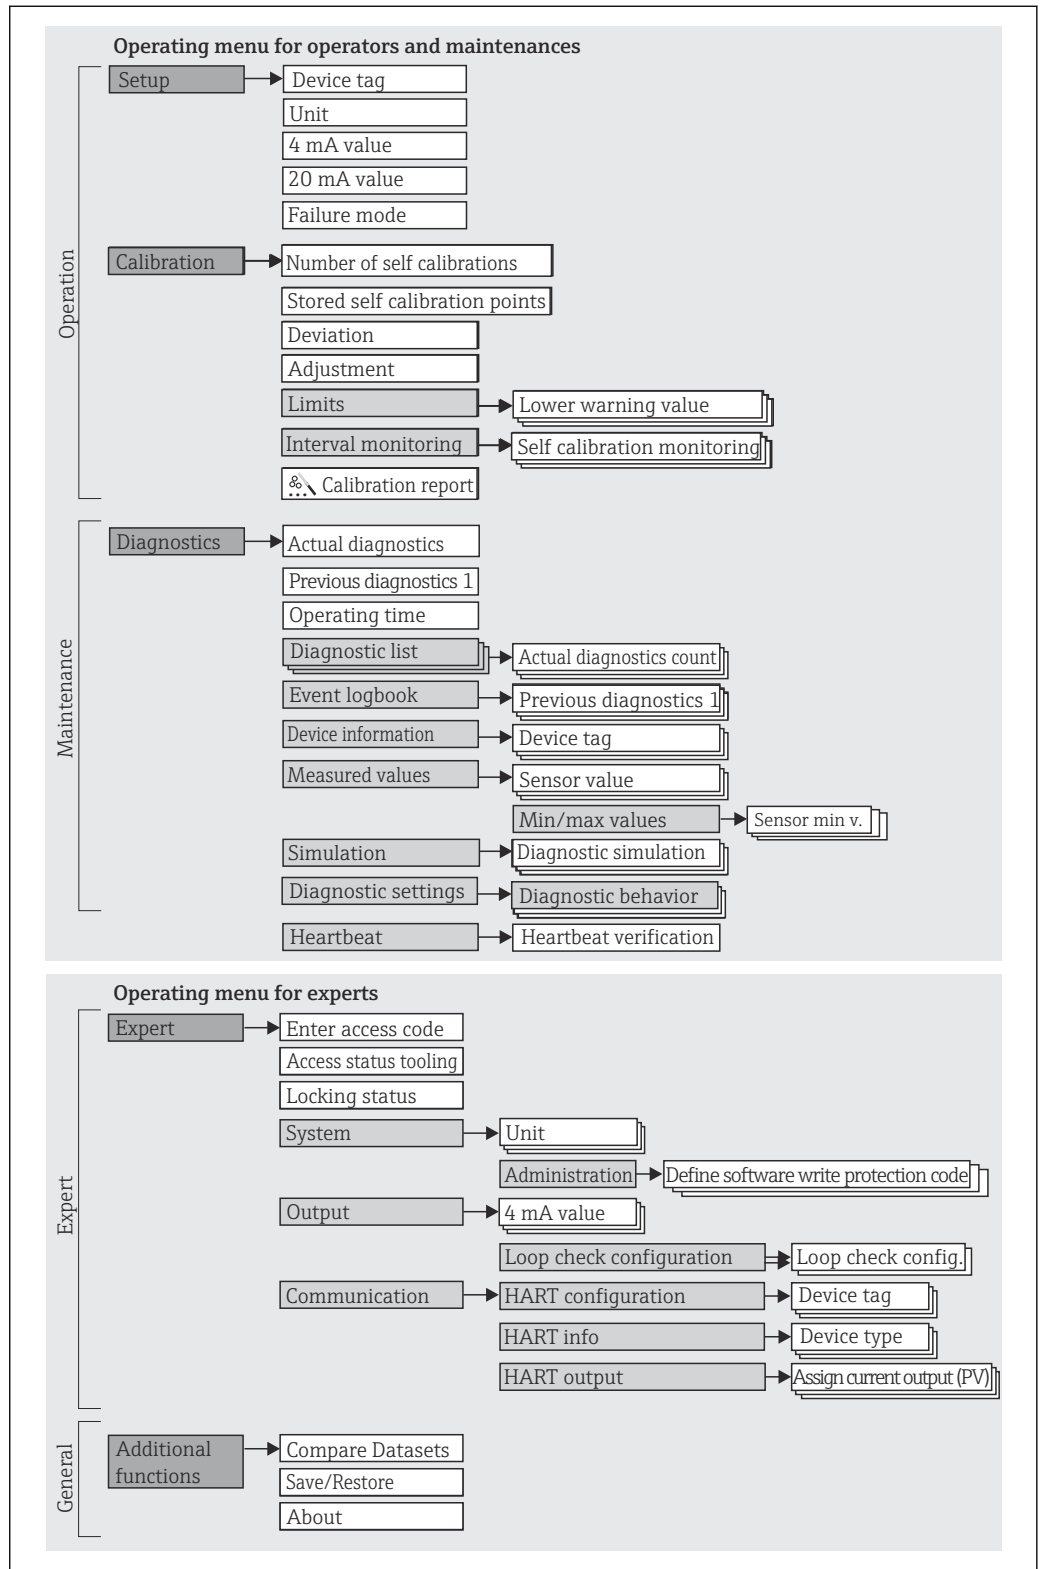 Operating menu for operators and maintenances
Operation
Setup
Device tag
Unit
4 mA value
20 mA value
Failure mode
Calibration
Number of self calibrations
Stored self calibration points
Deviation
Adjustment
Limits
Lower warning value
Interval monitoring
Self calibration monitoring
Calibration report
Maintenance
Diagnostics
Actual diagnostics
Previous diagnostics 1
Operating time
Diagnostic list
Actual diagnostics count
Event logbook
Previous diagnostics 1
Device information
Device tag
Measured values
Sensor value
Min/max values
Sensor min v.
Simulation
Diagnostic simulation
Diagnostic settings
Diagnostic behavior
Heartbeat
Heartbeat verification
Operating menu for experts
Expert
Expert
Enter access code
Access status tooling
Locking status
System
Unit
Administration
Define software write protection code
Output
4 mA value
Loop check configuration
Loop check config.
Communication
HART configuration
Device tag
HART info
Device type
HART output
Assign current output (PV)
General
Additional
functions
Compare Datasets
Save/Restore
About